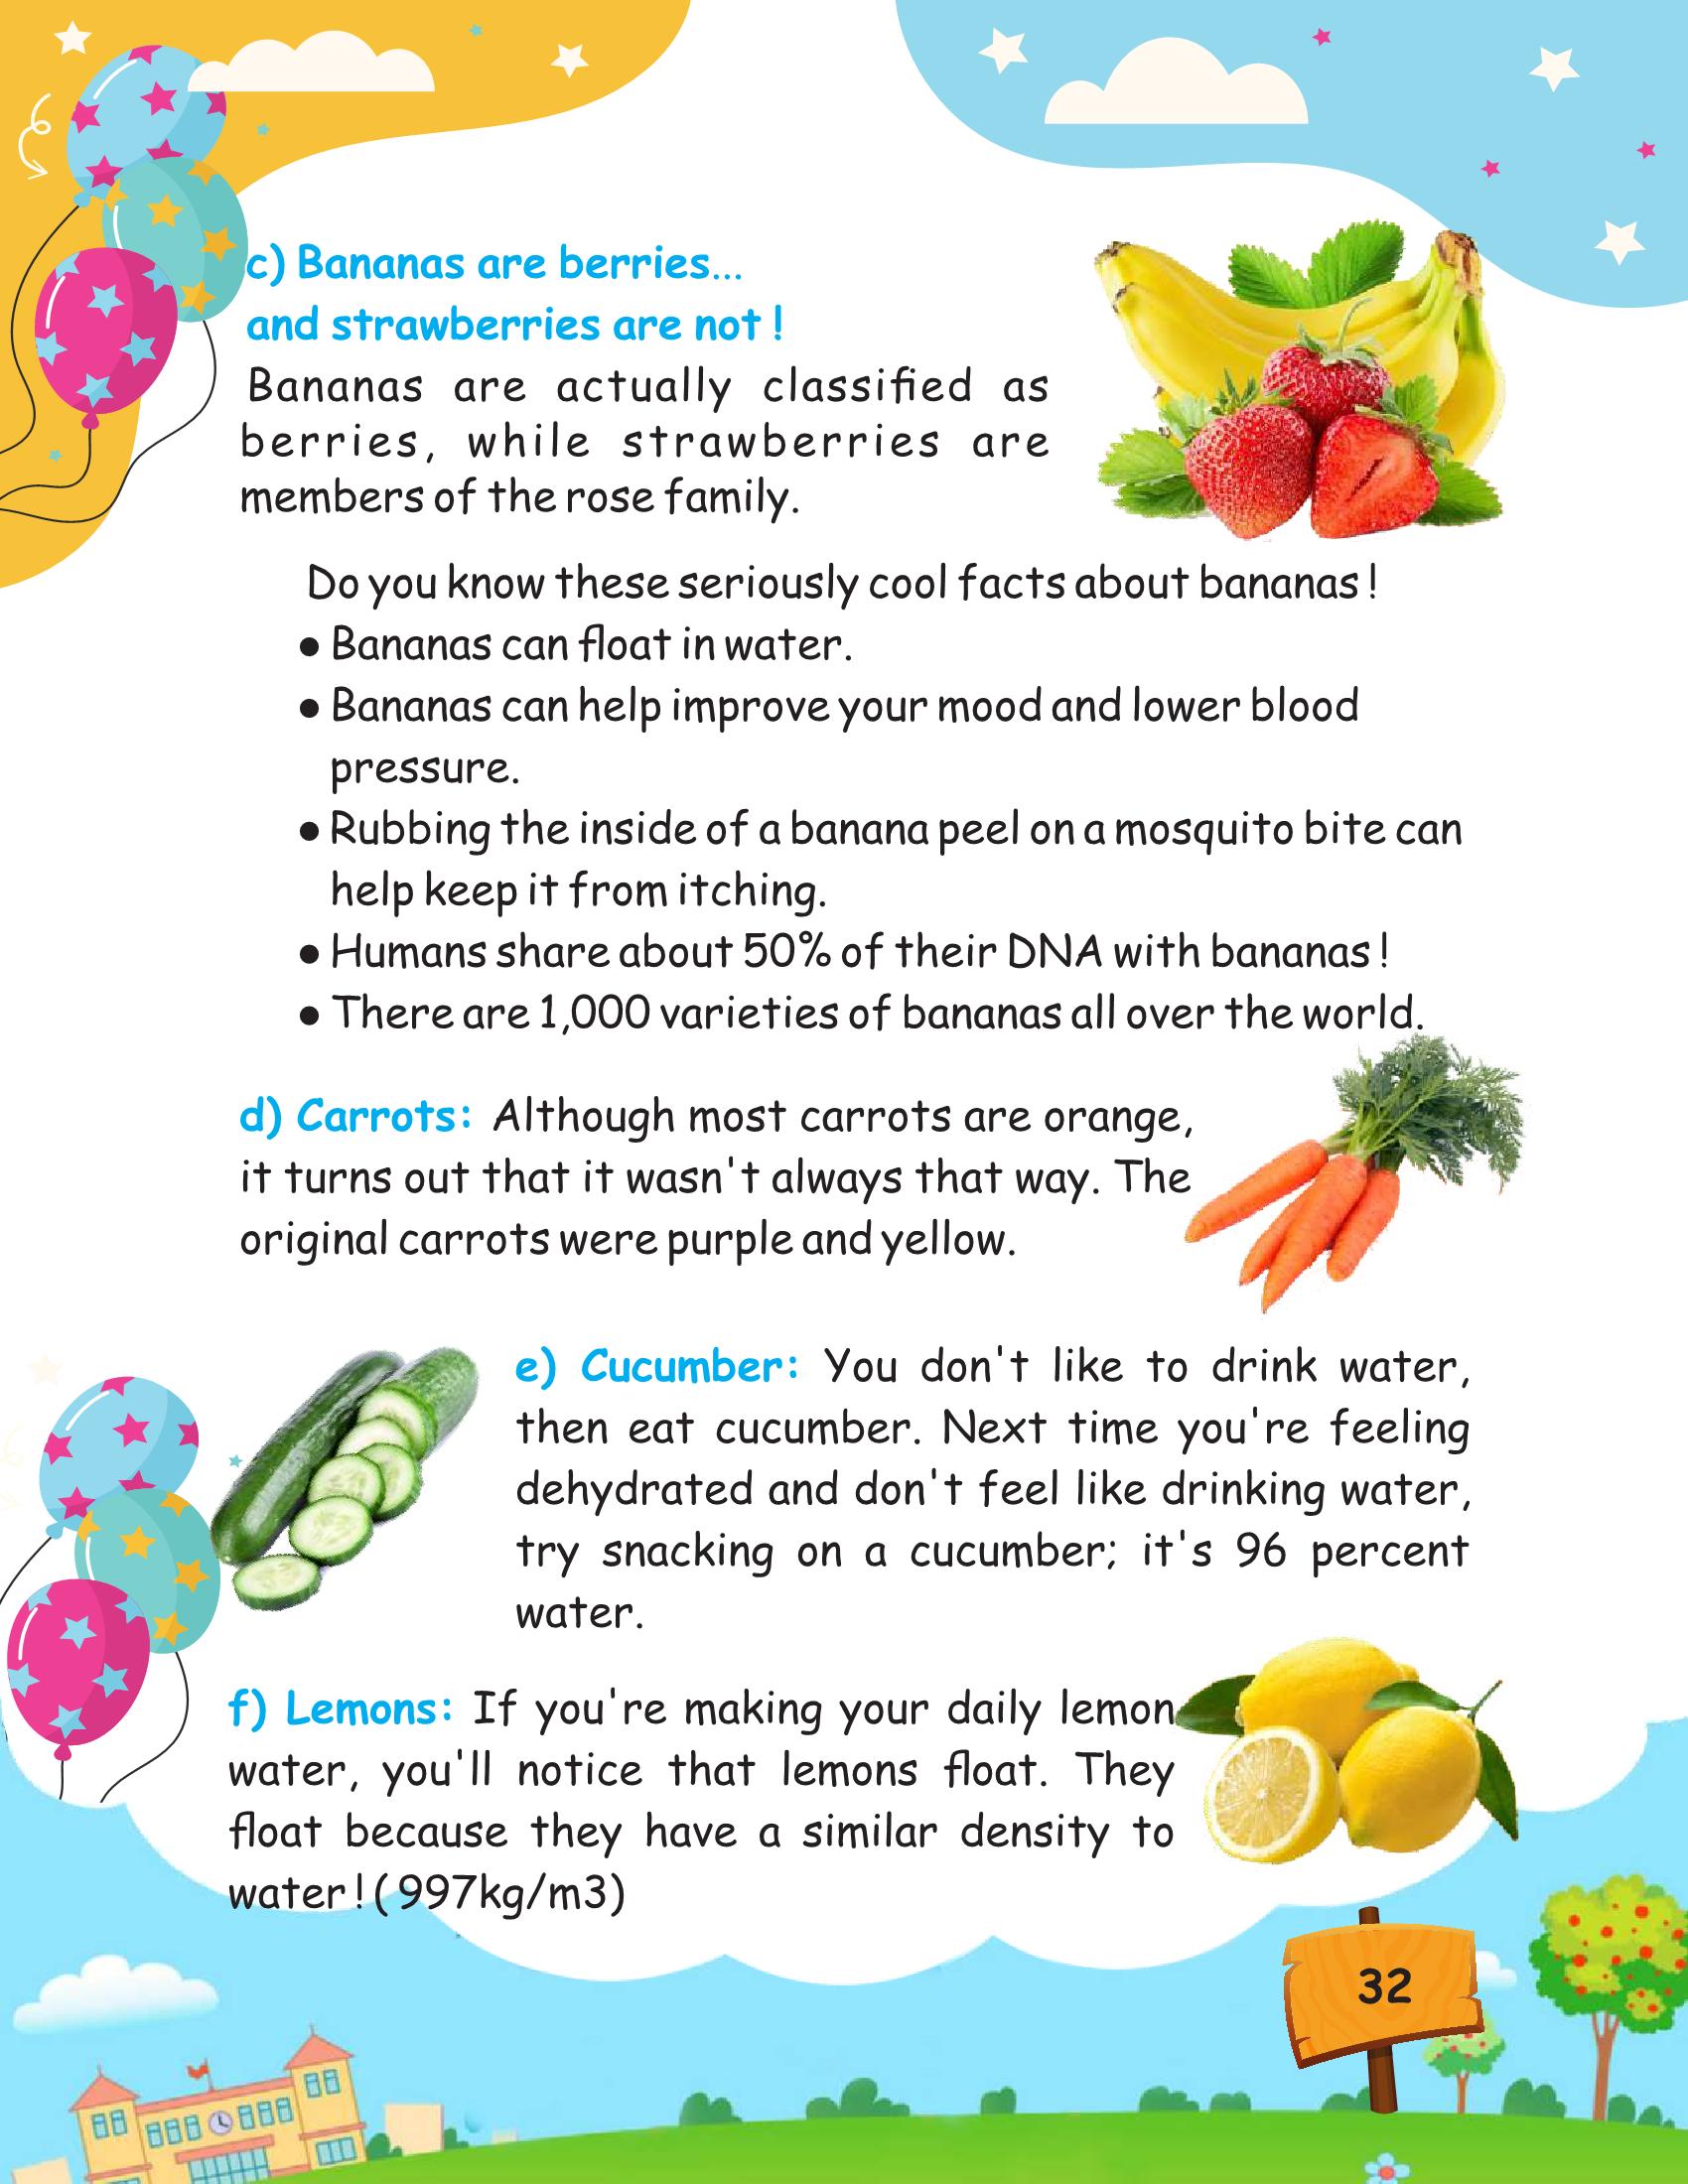 c) Bananas are berries...
and strawberries are not !
Bananas are actually classified as
berries, while strawberries are
members of the rose family.
Do you know these seriously cool facts about bananas !
● Bananas can float in water.
● Bananas can help improve your mood and lower blood
pressure.
● Rubbing the inside of a banana peel on a mosquito bite can
help keep it from itching.
● Humans share about 50% of their DNA with bananas !
● There are 1,000 varieties of bananas all over the world.
d) Carrots: Although most carrots are orange,
it turns out that it wasn't always that way. The
original carrots were purple and yellow.
e) Cucumber: You don't like to drink water,
then eat cucumber. Next time you're feeling
dehydrated and don't feel like drinking water,
try snacking on a cucumber; it's 96 percent
water.
f) Lemons: If you're making your daily lemon
water, you'll notice that lemons float. They
float because they have a similar density to
water! ( 997kg/m3)
32